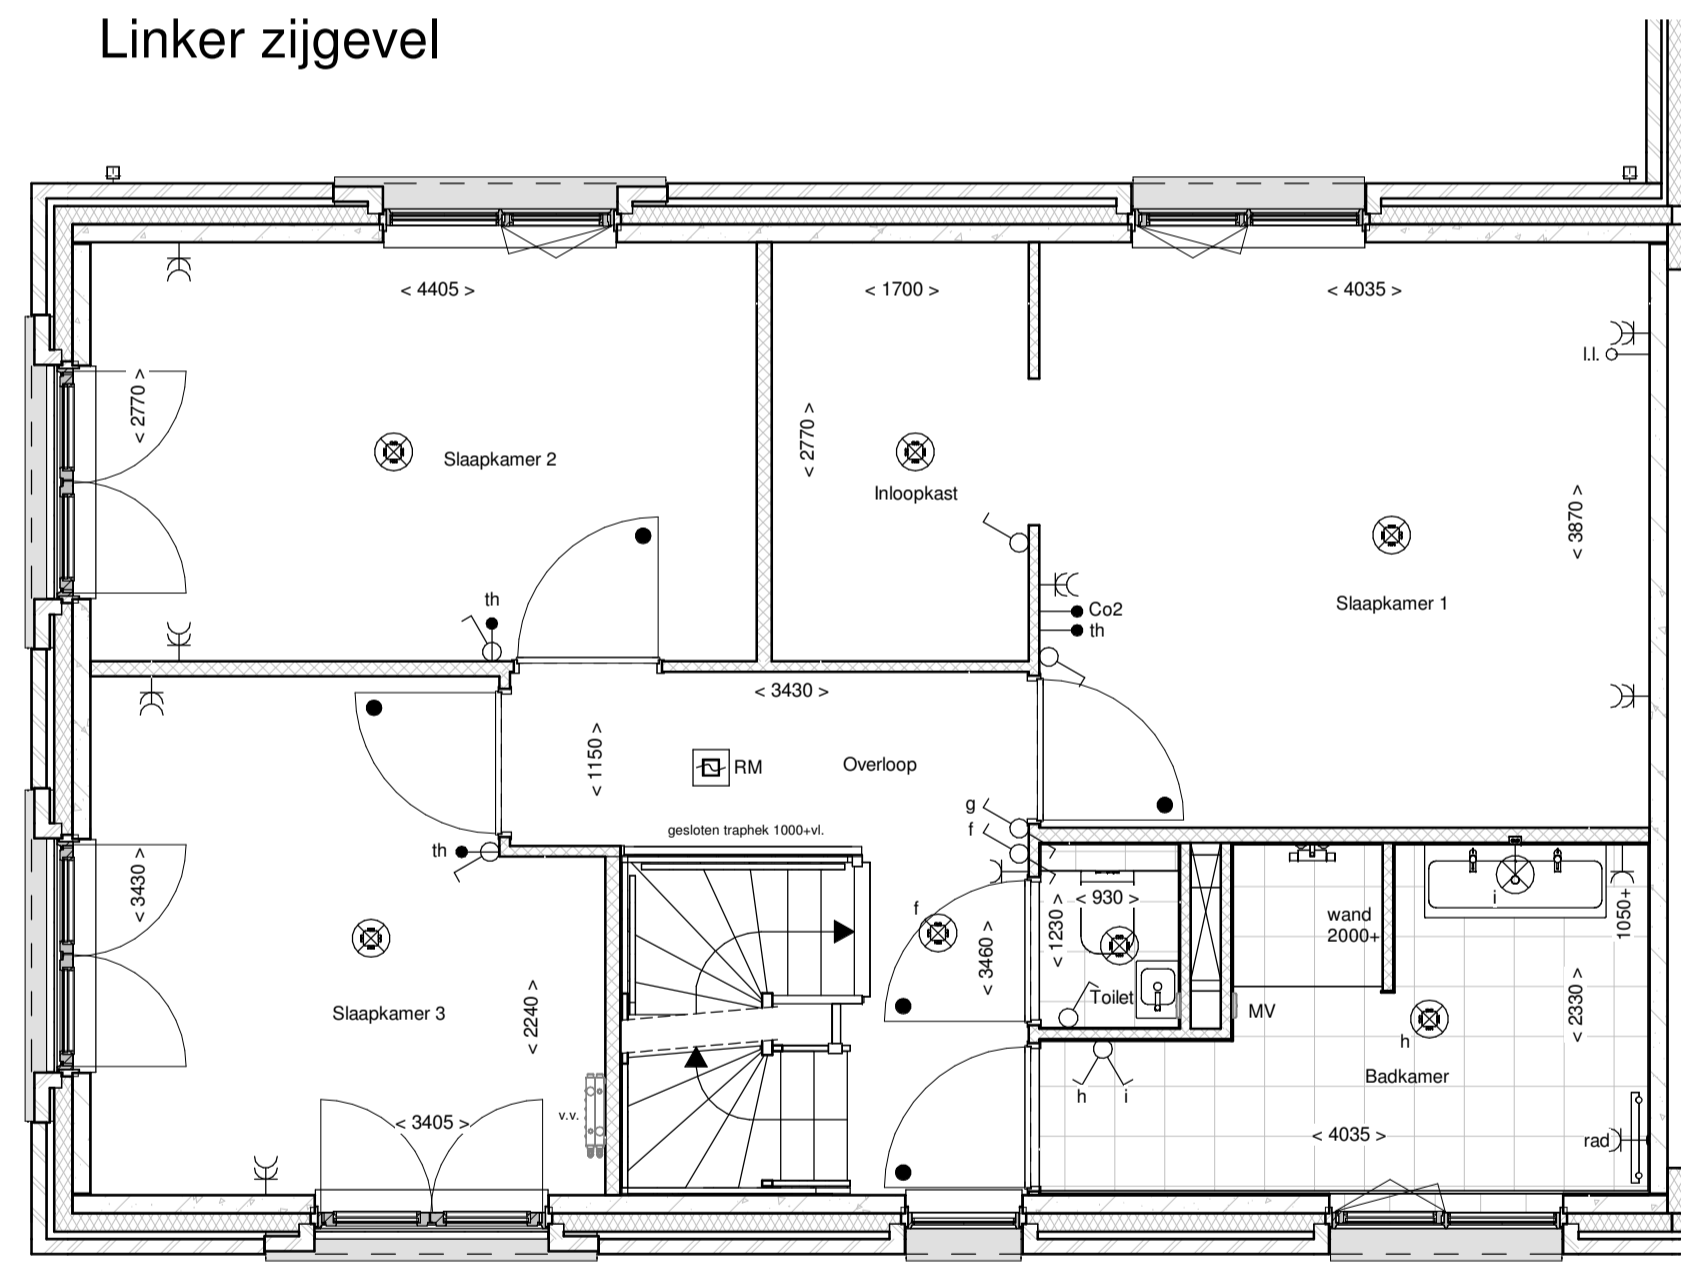 Linker zijgevel
< 4405 >
< 1700 >
< 4035 >
l.l.
< 2770 >
< 2770 >
Slaapkamer 2
Inloopkast
< 3870 >
Slaapkamer 1
th
Co2
th
< 3430 >
< 1150 >
RM
Overloop
g
f
gesloten traphek 1000+vl.
th
< 3430 >
f
< 930 >
< 1230 >
< 3460 >
i
wand
2000+
1050+
Toilet
MV
Slaapkamer 3
< 2240 >
< 2330 >
h
Badkamer
h
i
v.v.
< 3405 >
< 4035 >
rad